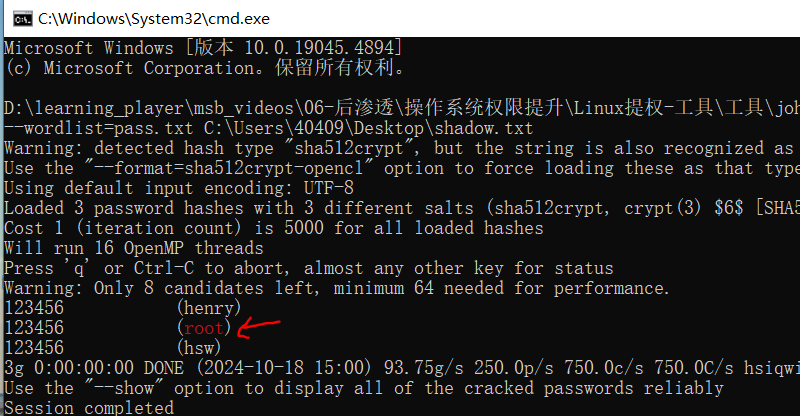 C:\Windows\System32\cmd.exe
Microsoft Windows [版本 10.0.19045.4894]
(c) Microsoft Corporation。保留所有权利。
D:\learning_player\msb_videos\06-后渗透\操作系统权限提升\Linux提权-工具\工具\joh
--wordlist=pass.txt C:\Users\40409\Desktop\shadow.txt
Warning: detected hash type "sha512crypt", but the string is also recognized as
Use the "--format=sha512crypt-opencl" option to force loading these as that type
Using default input encoding: UTF-8
Loaded 3 password hashes with 3 different salts (sha512crypt, crypt(3) $6$ [SHA5
Cost 1 (iteration count) is 5000 for all loaded hashes
Will run 16 OpenMP threads
Press 'q' or Ctrl-C to abort, almost any other key for status
Warning: Only 8 candidates left, minimum 64 needed for performance.
123456 (henry)
123456 (root)
123456 (hsw)
3g 0:00:00:00 DONE (2024-10-18 15:00) 93.75g/s 250.0p/s 750.0c/s 750.0C/s hsiqwi
Use the "--show" option to display all of the cracked passwords reliably
Session completed